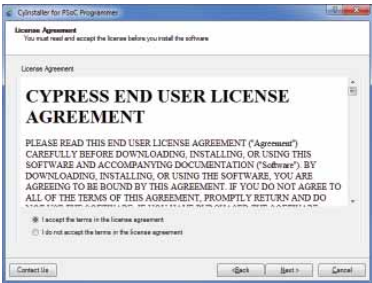 CyInstaller for PSoC Programmer
License Agreement
You must read and accept the license before you install the software
License Agreement
CYPRESS END USER LICENSE
AGREEMENT
PLEASE READ THIS END USER LICENSE AGREEMENT ("Agreement")
CAREFULLY BEFORE DOWNLOADING, INSTALLING, OR USING THIS
SOFTWARE AND ACCOMPANYING DOCUMENTATION ("Software"). BY
DOWNLOADING, INSTALLING, OR USING THE SOFTWARE, YOU ARE
AGREEING TO BE BOUND BY THIS AGREEMENT. IF YOU DO NOT AGREE TO
ALL OF THE TERMS OF THIS AGREEMENT, PROMPTLY RETURN AND DO
I accept the terms in the license agreement
I do not accept the terms in the license agreement
Contact Us
<Back
Next >
Cancel